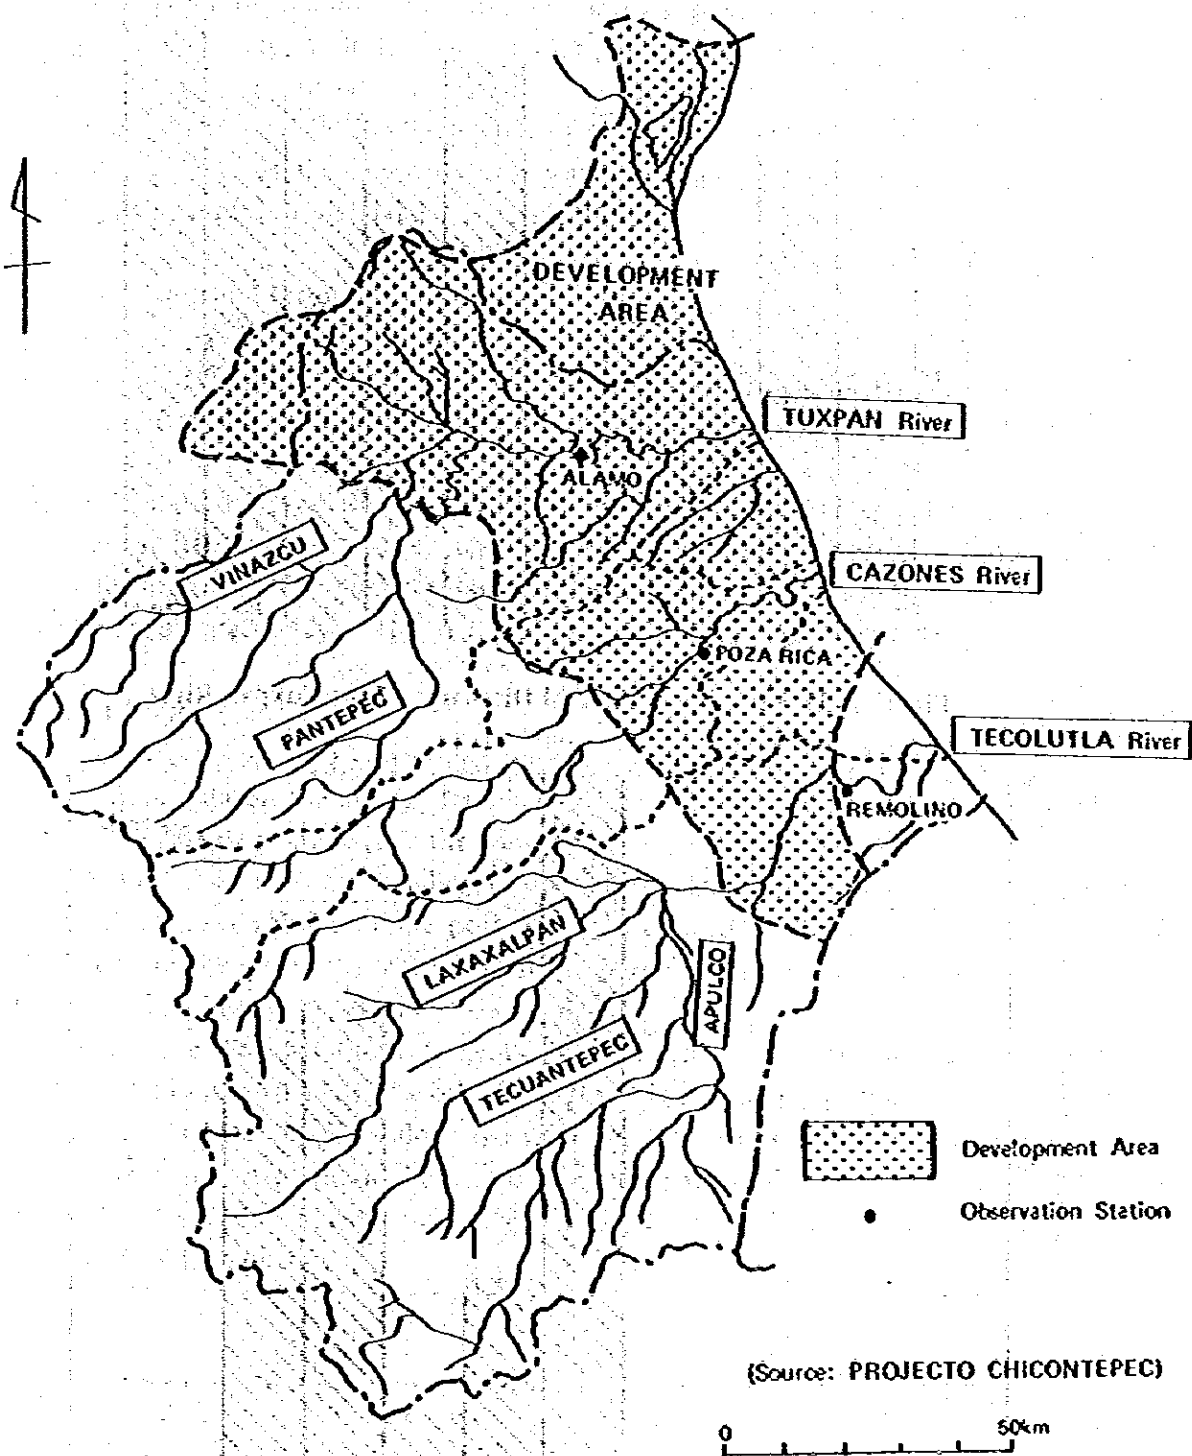 DEVELOPMENT
AREA
TUXPAN River
ALAMO
VINAZCU
CAZONES River
POZA RICA
PANTEPEC
TECOLUTLA River
REMOLINO
LAXAXALPAN
APULCO
TECUANTEPEC
Development Area
Observation Station
(Source: PROJECTO CHICONTEPEC)
0 50km